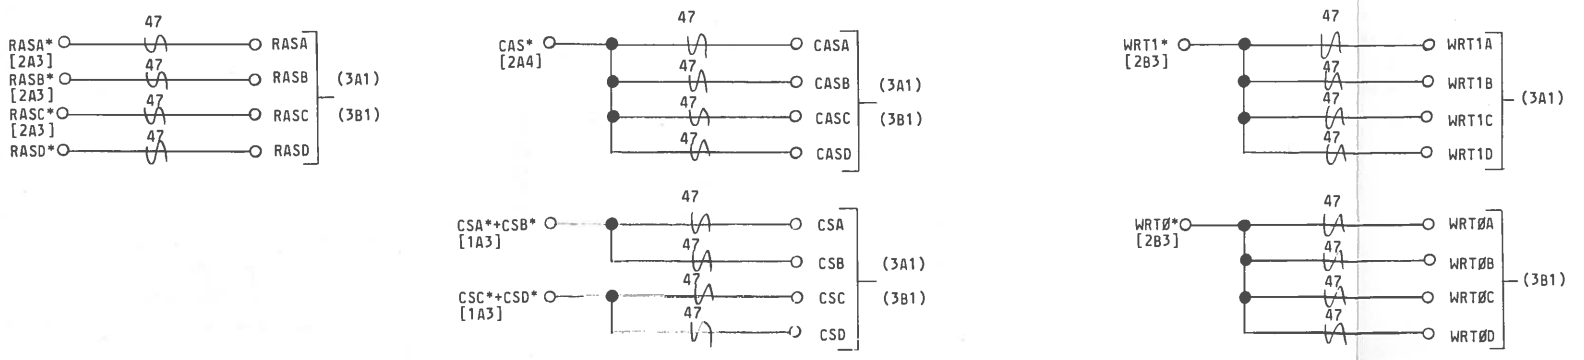 47
RASA* RASA
[2A3]
47
RASB* RASB (3A1)
[2A3]
47
RASC* RASC (3B1)
[2A3]
47
RASD* RASD
47
CAS* CASA
[2A4]
47
CASB (3A1)
47
CASC (3B1)
47
CASD
47
CSA*+CSB* CSA
[1A3]
47
CSB (3A1)
47
CSC*+CSD* CSC (3B1)
[1A3]
47
CSD
47
WRT1* WRT1A
[2B3]
47
WRT1B (3A1)
47
WRT1C
47
WRT1D
47
WRTØ* WRTØA
[2B3]
47
WRTØB (3B1)
47
WRTØC
47
WRTØD